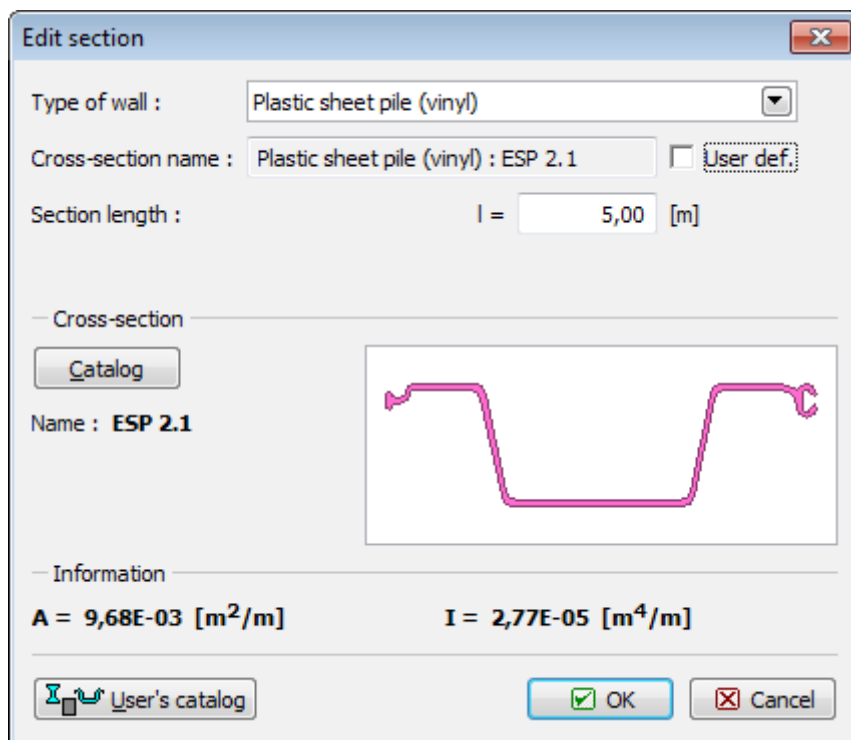 Edit section
Type of wall : Plastic sheet pile (vinyl)
Cross-section name : Plastic sheet pile (vinyl) : ESP 2.1 User def.
Section length : l = 5,00 [m]
Cross-section
Catalog
Name : ESP 2.1
Information
A = 9,68E-03 [m²/m] I = 2,77E-05 [m⁴/m]
User's catalog OK Cancel